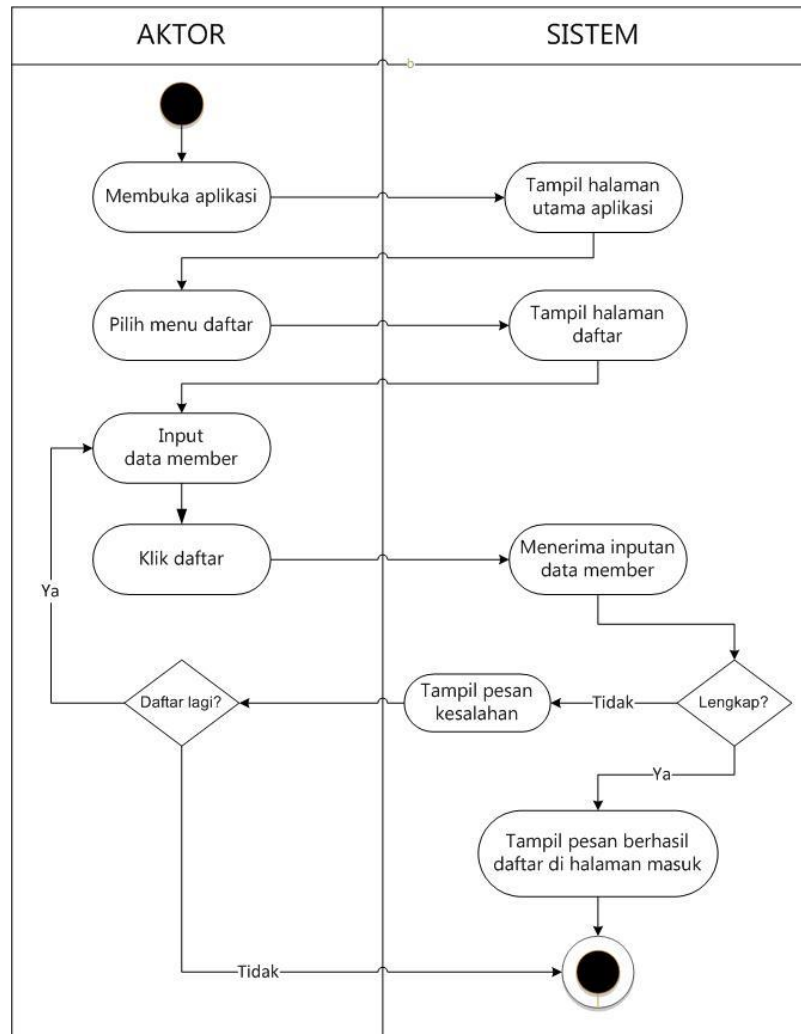 AKTOR
SISTEM
b
Membuka aplikasi
Tampil halaman
utama aplikasi
Pilih menu daftar
Tampil halaman
daftar
Input
data member
Klik daftar
Menerima inputan
data member
Ya
Daftar lagi?
Tampil pesan
kesalahan
Tidak
Lengkap?
Ya
Tampil pesan berhasil
daftar di halaman masuk
Tidak